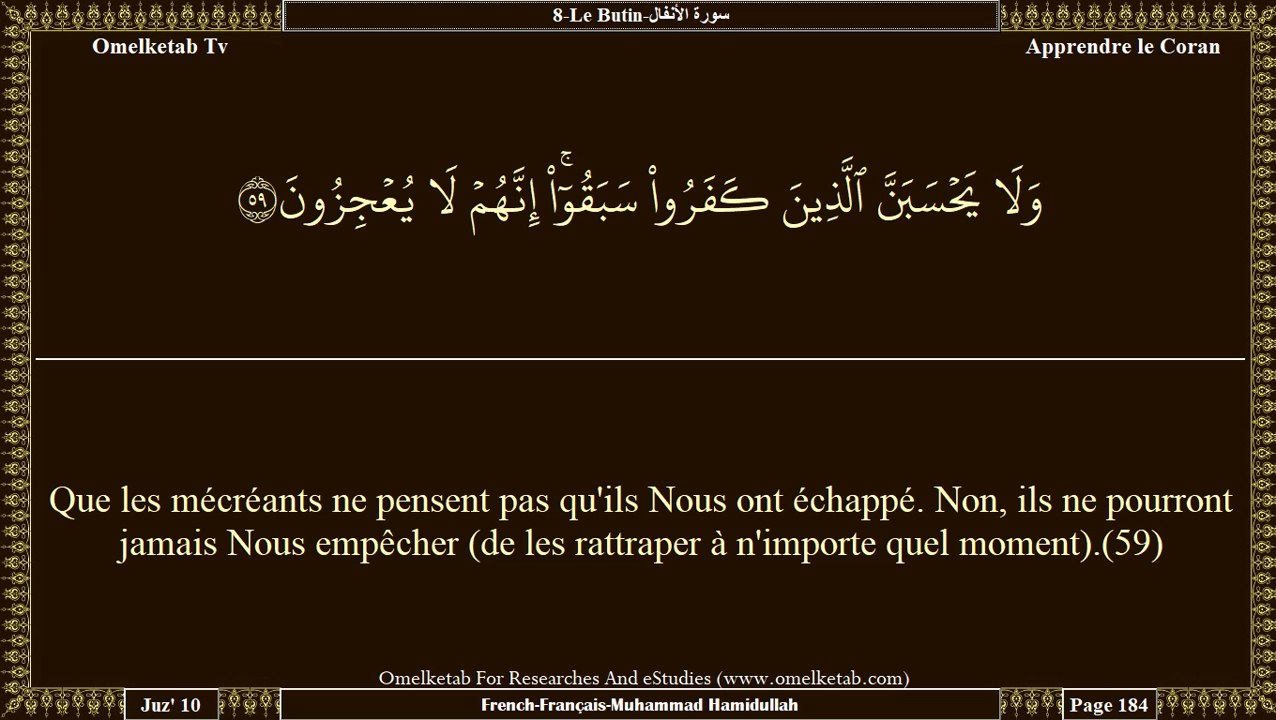 8-Le Butin-سورة الأنفال
Omelketab Tv
Apprendre le Coran
وَلَا يَحۡسَبَنَّ ٱلَّذِينَ كَفَرُواْ سَبَقُوٓاْۚ إِنَّهُمۡ لَا يُعۡجِزُونَ ٥٩
Que les mécréants ne pensent pas qu'ils Nous ont échappé. Non, ils ne pourront
jamais Nous empêcher (de les rattraper à n'importe quel moment).(59)
Omelketab For Researches And eStudies (www.omelketab.com)
Juz' 10
French-Français-Muhammad Hamidullah
Page 184